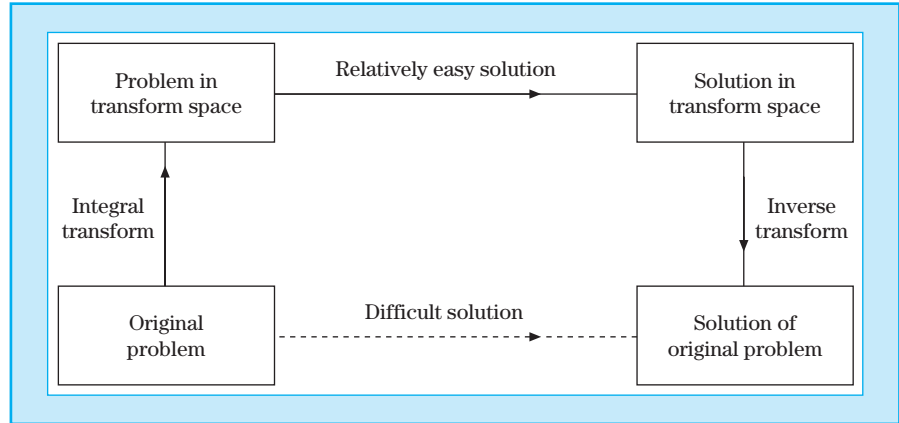 Problem in
transform space
Relatively easy solution
Solution in
transform space
Integral
transform
Inverse
transform
Original
problem
Difficult solution
Solution of
original problem